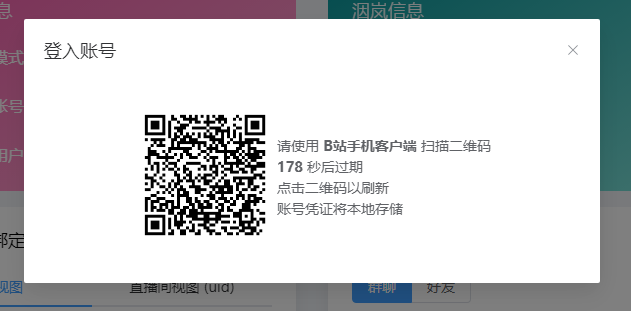 息
洇岚信息
登入账号
模式
账号
用户
请使用 B站手机客户端 扫描二维码
178 秒后过期
点击二维码以刷新
账号凭证将本地存储
绑定
视图
直播间视图 (uid)
群聊
好友